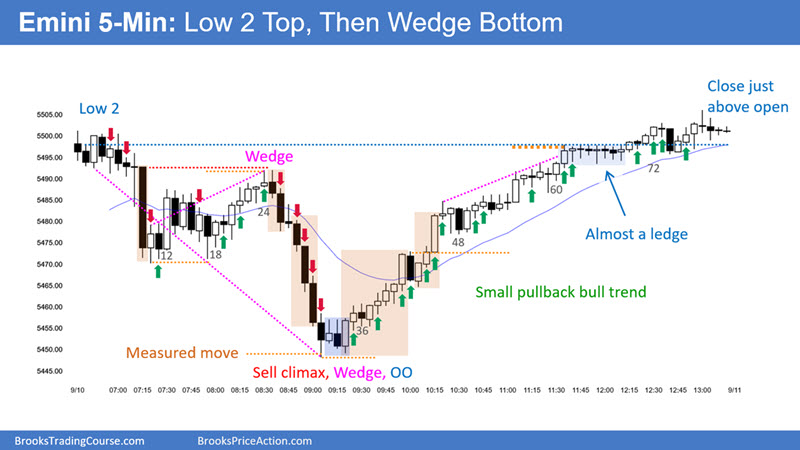 Emini 5-Min: Low 2 Top, Then Wedge Bottom
Close just
above open
Low 2
5505.00
5500.00
5495.00
5490.00
5485.00
5480.00
5475.00
5470.00
5465.00
5460.00
5455.00
5450.00
5445.00
Wedge
12
18
24
36
48
60
72
Almost a ledge
Small pullback bull trend
Measured move
Sell climax, Wedge, OO
9/10 07:00 07:15 07:30 07:45 08:00 08:15 08:30 08:45 09:00 09:15 09:30 09:45 10:00 10:15 10:30 10:45 11:00 11:15 11:30 11:45 12:00 12:15 12:30 12:45 13:00 9/11
BrooksTradingCourse.com BrooksPriceAction.com